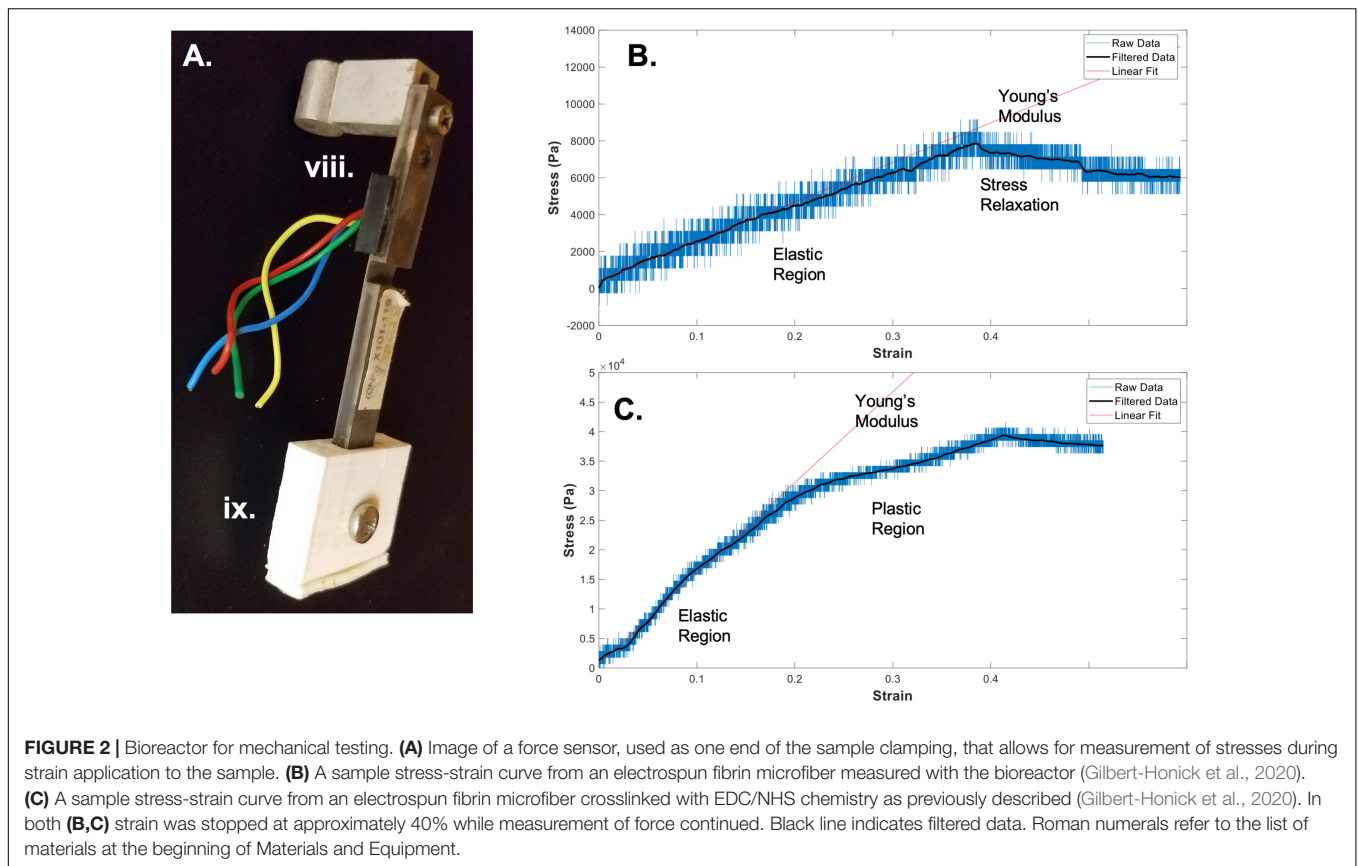 A.
viii.
ix.
B.
14000
12000
10000
8000
6000
4000
2000
0
-2000
Stress (Pa)
0
0.1
0.2
0.3
0.4
Strain
Raw Data
Filtered Data
Linear Fit
Young's
Modulus
Stress
Relaxation
Elastic
Region
C.
×10⁴
5
4.5
4
3.5
3
2.5
2
1.5
1
0.5
0
Stress (Pa)
0
0.1
0.2
0.3
0.4
Strain
Raw Data
Filtered Data
Linear Fit
Young's
Modulus
Plastic
Region
Elastic
Region
FIGURE 2 | Bioreactor for mechanical testing. (A) Image of a force sensor, used as one end of the sample clamping, that allows for measurement of stresses during
strain application to the sample. (B) A sample stress-strain curve from an electrospun fibrin microfiber measured with the bioreactor (Gilbert-Honick et al., 2020).
(C) A sample stress-strain curve from an electrospun fibrin microfiber crosslinked with EDC/NHS chemistry as previously described (Gilbert-Honick et al., 2020). In
both (B,C) strain was stopped at approximately 40% while measurement of force continued. Black line indicates filtered data. Roman numerals refer to the list of
materials at the beginning of Materials and Equipment.